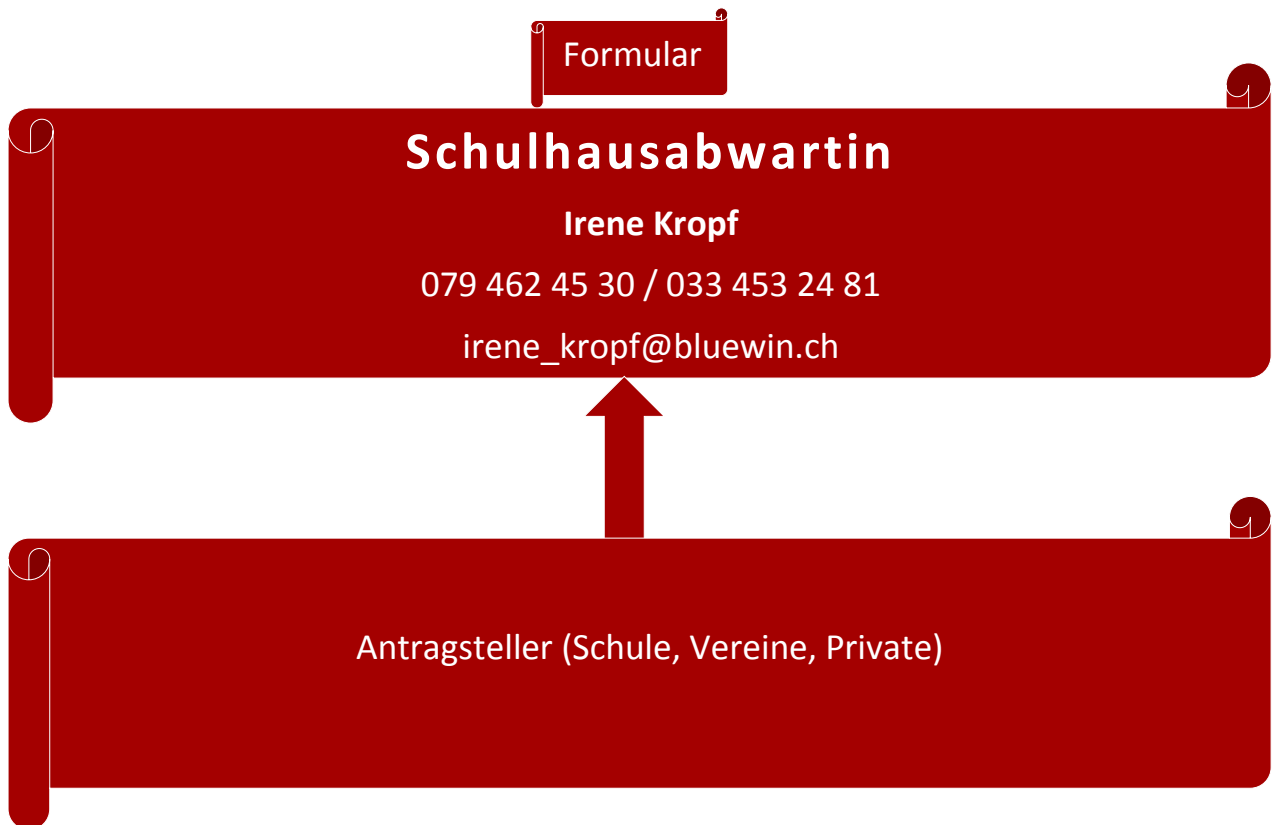 Formular
Schulhausabwartin
Irene Kropf
079 462 45 30 / 033 453 24 81
irene_kropf@bluewin.ch
Antragsteller (Schule, Vereine, Private)